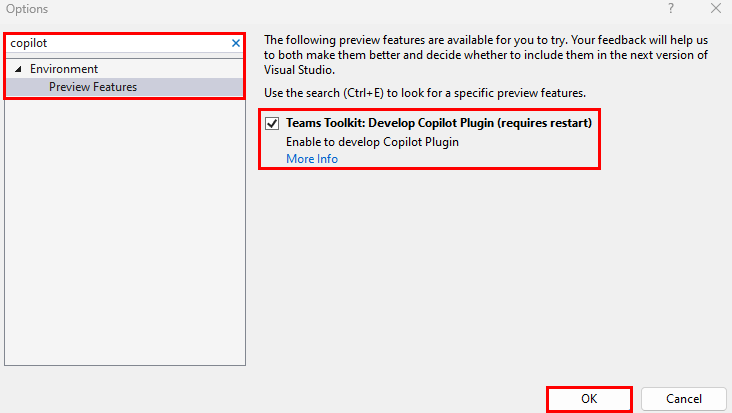 Options
?
copilot
Environment
Preview Features
The following preview features are available for you to try. Your feedback will help us
to both make them better and decide whether to include them in the next version of
Visual Studio.
Use the search (Ctrl+E) to look for a specific preview features.
Teams Toolkit: Develop Copilot Plugin (requires restart)
Enable to develop Copilot Plugin
More Info
OK
Cancel